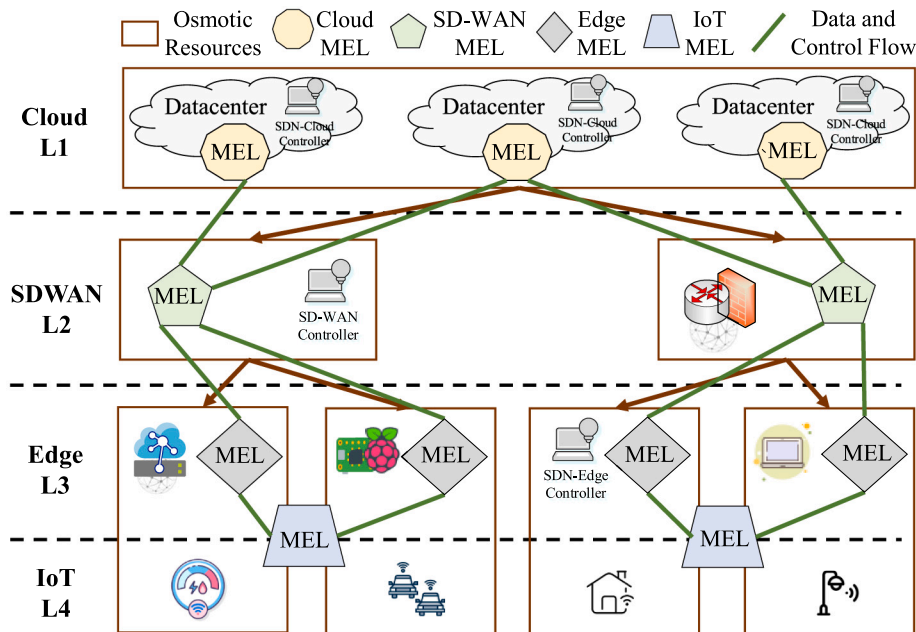 Osmotic
Resources
Cloud
MEL
SD-WAN
MEL
Edge
MEL
IoT
MEL
Data and
Control Flow
Cloud
L1
Datacenter
SDN-Cloud
Controller
MEL
Datacenter
SDN-Cloud
Controller
MEL
Datacenter
SDN-Cloud
Controller
MEL
SDWAN
L2
MEL
SD-WAN
Controller
MEL
Edge
L3
MEL
MEL
SDN-Edge
Controller
MEL
MEL
MEL
MEL
IoT
L4